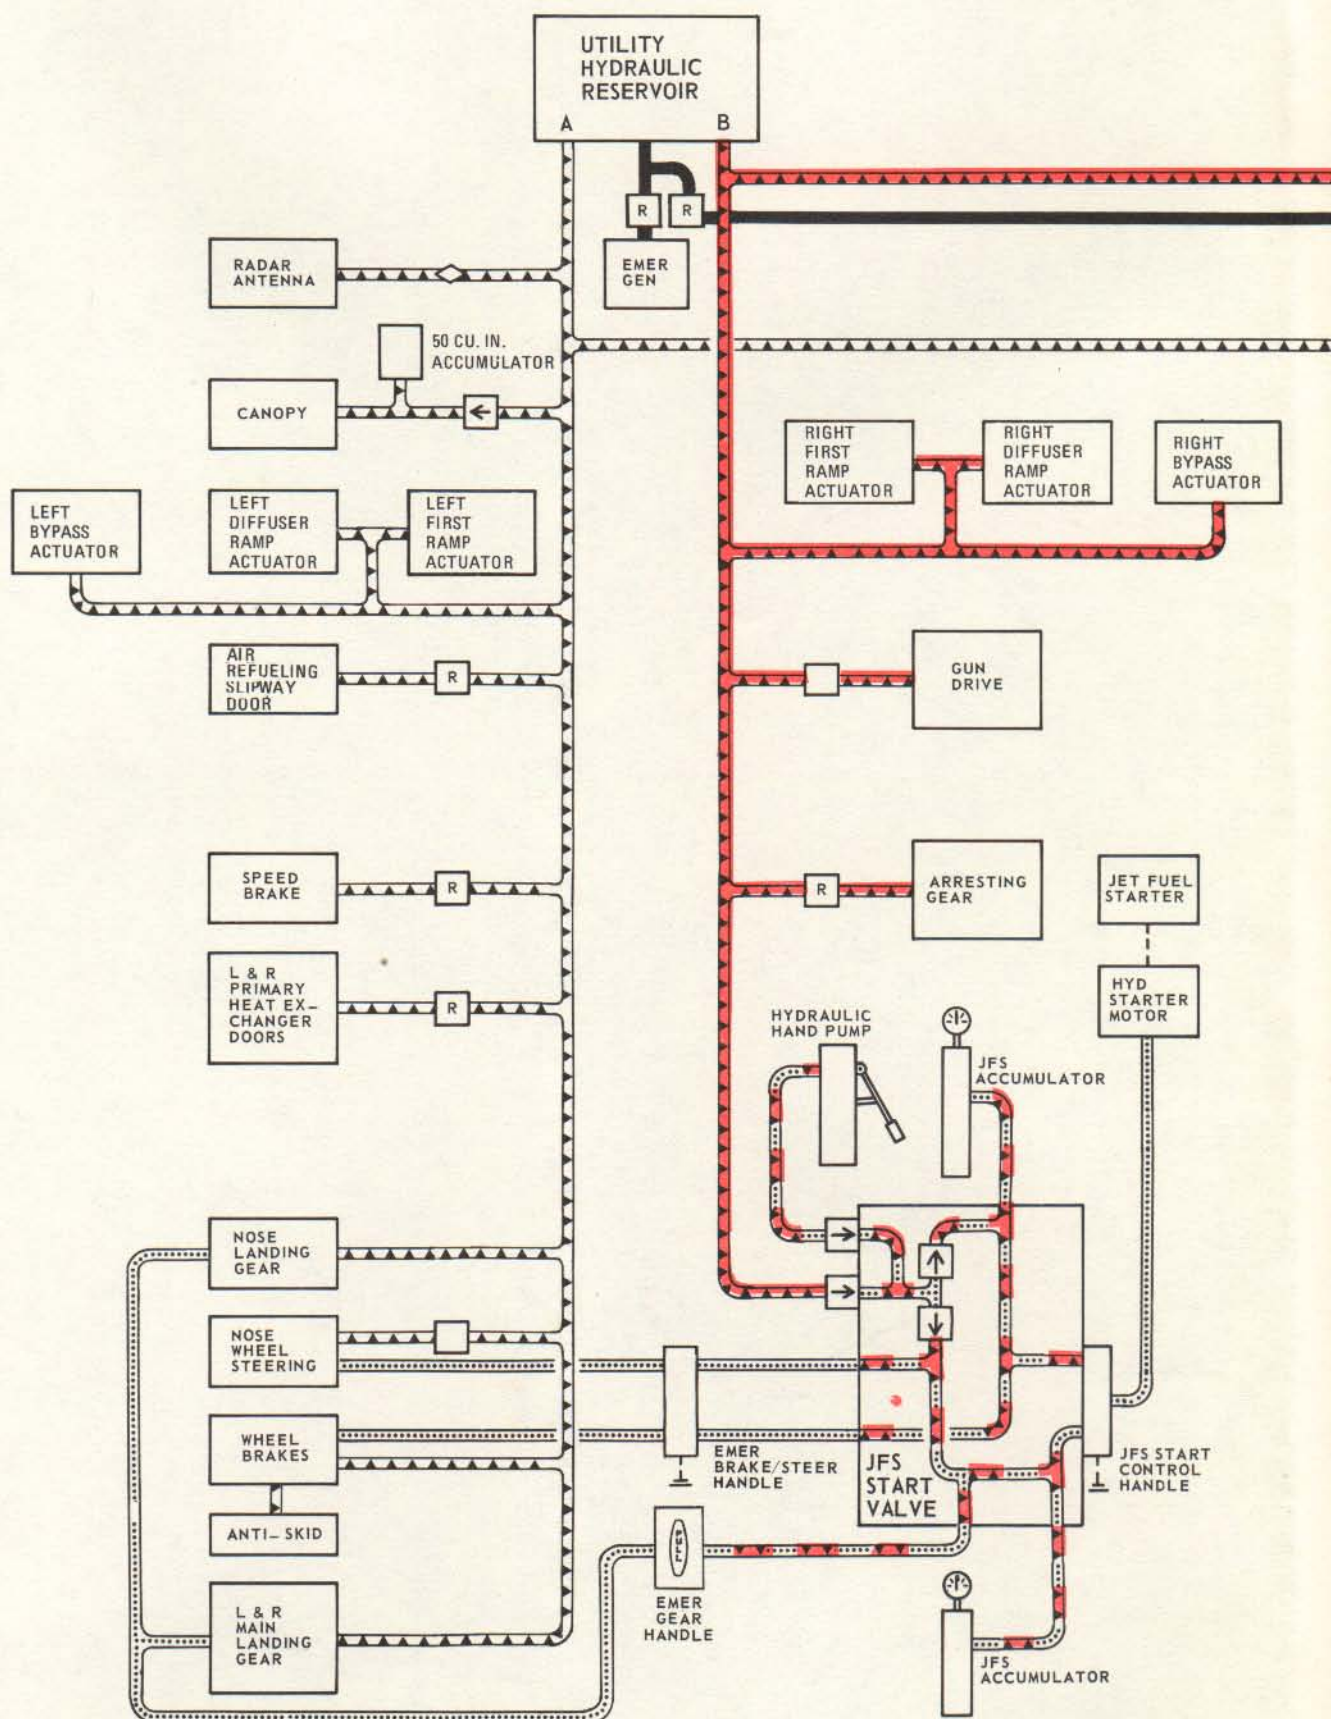 UTILITY
HYDRAULIC
RESERVOIR
A
B
R
R
EMER
GEN
RADAR
ANTENNA
50 CU. IN.
ACCUMULATOR
CANOPY
RIGHT
FIRST
RAMP
ACTUATOR
RIGHT
DIFFUSER
RAMP
ACTUATOR
RIGHT
BYPASS
ACTUATOR
LEFT
BYPASS
ACTUATOR
LEFT
DIFFUSER
RAMP
ACTUATOR
LEFT
FIRST
RAMP
ACTUATOR
AIR
REFUELING
SLIPWAY
DOOR
R
GUN
DRIVE
SPEED
BRAKE
R
R
ARRESTING
GEAR
JET FUEL
STARTER
L & R
PRIMARY
HEAT EX–
CHANGER
DOORS
R
HYD
STARTER
MOTOR
HYDRAULIC
HAND PUMP
JFS
ACCUMULATOR
NOSE
LANDING
GEAR
NOSE
WHEEL
STEERING
WHEEL
BRAKES
EMER
BRAKE/STEER
HANDLE
JFS
START
VALVE
JFS START
CONTROL
HANDLE
ANTI– SKID
PULL
EMER
GEAR
HANDLE
L & R
MAIN
LANDING
GEAR
JFS
ACCUMULATOR